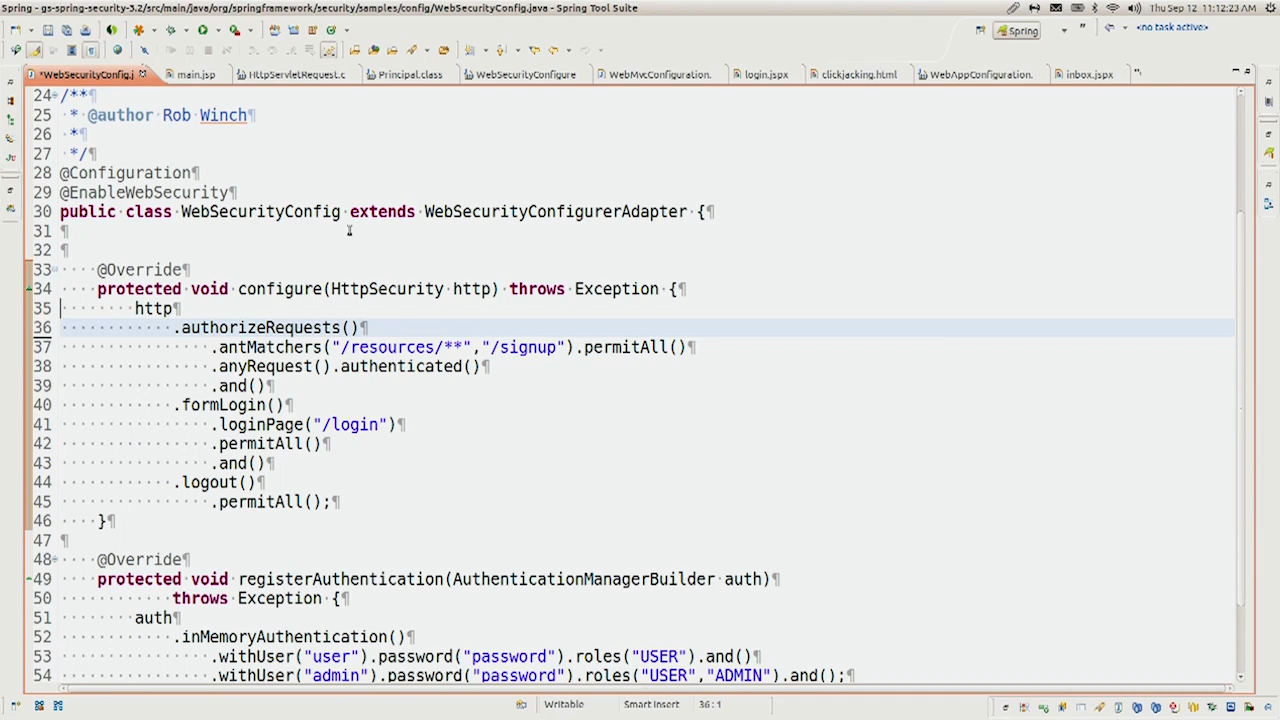 Spring - gs-spring-security-3.2/src/main/java/org/springframework/security/samples/config/WebSecurityConfig.java - Spring Tool Suite
Thu Sep 12, 11:12:23 AM
Spring
<no task active>
*WebSecurityConfig.j
main.jsp
HttpServletRequest.c
Principal.class
WebSecurityConfigure
WebMvcConfiguration.
login.jspx
clickjacking.html
WebAppConfiguration.
inbox.jspx
24 /**¶
25 * @author Rob Winch¶
26 *¶
27 */¶
28 @Configuration¶
29 @EnableWebSecurity¶
30 public class WebSecurityConfig extends WebSecurityConfigurerAdapter {¶
31 ¶
32 ¶
33 @Override¶
34 protected void configure(HttpSecurity http) throws Exception {¶
35 http¶
36 .authorizeRequests()¶
37 .antMatchers("/resources/**","/signup").permitAll()¶
38 .anyRequest().authenticated()¶
39 .and()¶
40 .formLogin()¶
41 .loginPage("/login")¶
42 .permitAll()¶
43 .and()¶
44 .logout()¶
45 .permitAll();¶
46 }¶
47 ¶
48 @Override¶
49 protected void registerAuthentication(AuthenticationManagerBuilder auth)¶
50 throws Exception {¶
51 auth¶
52 .inMemoryAuthentication()¶
53 .withUser("user").password("password").roles("USER").and()¶
54 .withUser("admin").password("password").roles("USER","ADMIN").and();¶
Writable
Smart Insert
36 : 1